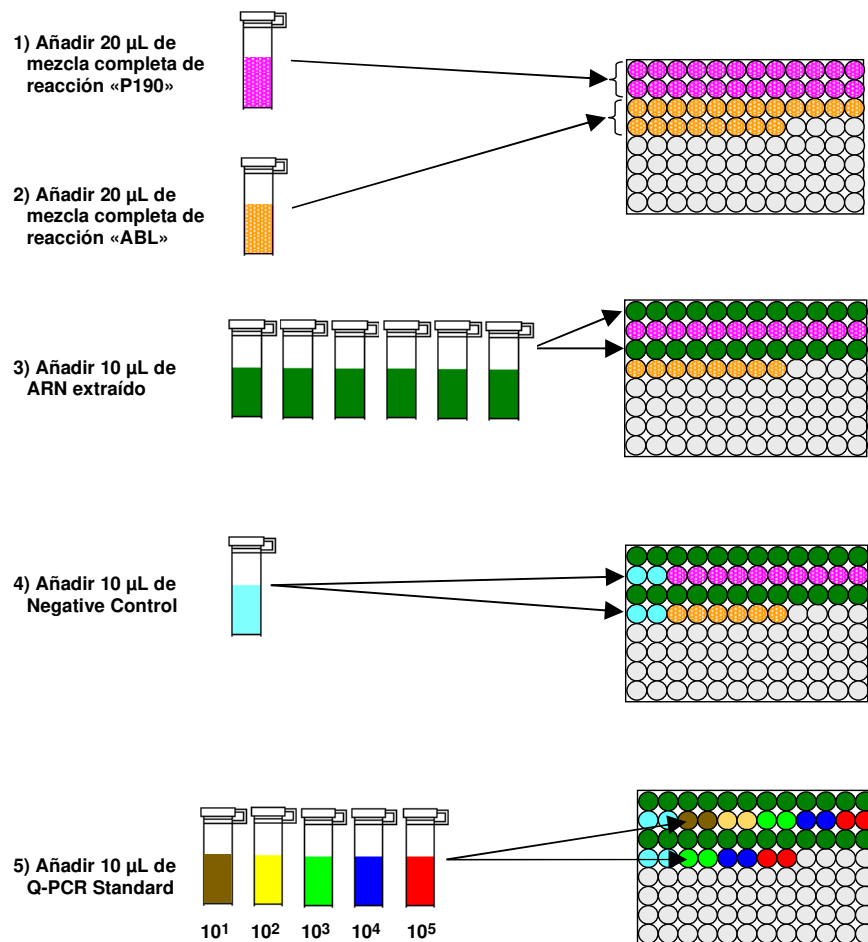 1) Añadir 20 µL de
mezcla completa de
reacción «P190»
2) Añadir 20 µL de
mezcla completa de
reacción «ABL»
3) Añadir 10 µL de
ARN extraído
4) Añadir 10 µL de
Negative Control
5) Añadir 10 µL de
Q-PCR Standard
10¹ 10² 10³ 10⁴ 10⁵